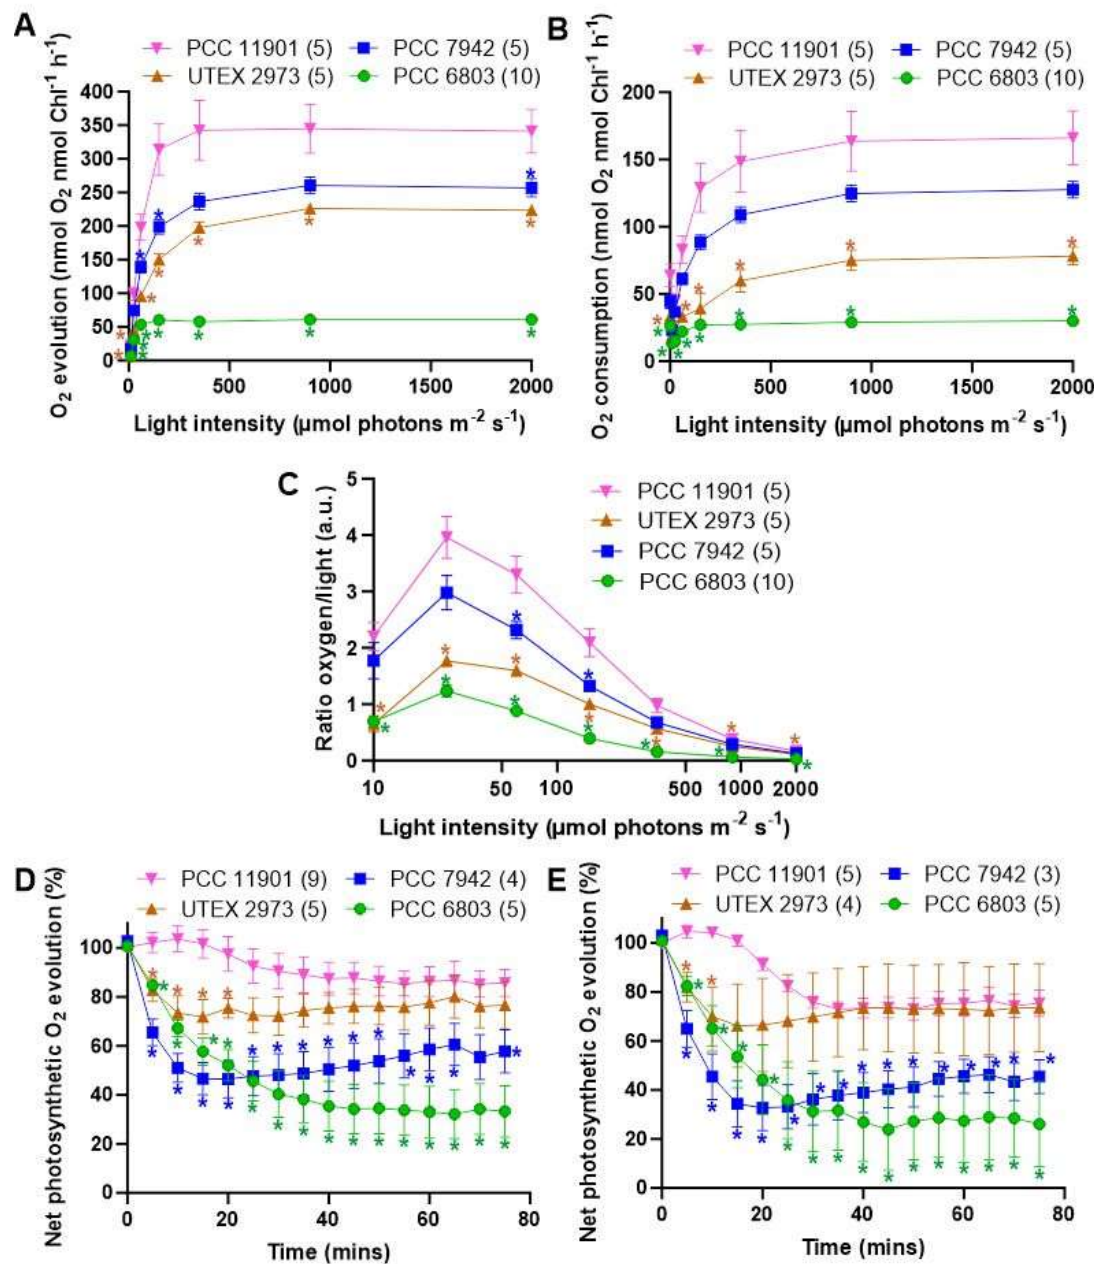 A
PCC 11901 (5) PCC 7942 (5)
UTEX 2973 (5) PCC 6803 (10)
O₂ evolution (nmol O₂ nmol Chl⁻¹ h⁻¹)
400
350
300
250
200
150
100
50
0
0 500 1000 1500 2000
Light intensity (µmol photons m⁻² s⁻¹)
B
PCC 11901 (5) PCC 7942 (5)
UTEX 2973 (5) PCC 6803 (10)
O₂ consumption (nmol O₂ nmol Chl⁻¹ h⁻¹)
200
150
100
50
0
0 500 1000 1500 2000
Light intensity (µmol photons m⁻² s⁻¹)
C
PCC 11901 (5)
UTEX 2973 (5)
PCC 7942 (5)
PCC 6803 (10)
Ratio oxygen/light (a.u.)
5
4
3
2
1
0
10 50 100 500 1000 2000
Light intensity (µmol photons m⁻² s⁻¹)
D
PCC 11901 (9) PCC 7942 (4)
UTEX 2973 (5) PCC 6803 (5)
Net photosynthetic O₂ evolution (%)
100
80
60
40
20
0
0 20 40 60 80
Time (mins)
E
PCC 11901 (5) PCC 7942 (3)
UTEX 2973 (4) PCC 6803 (5)
Net photosynthetic O₂ evolution (%)
100
80
60
40
20
0
0 20 40 60 80
Time (mins)